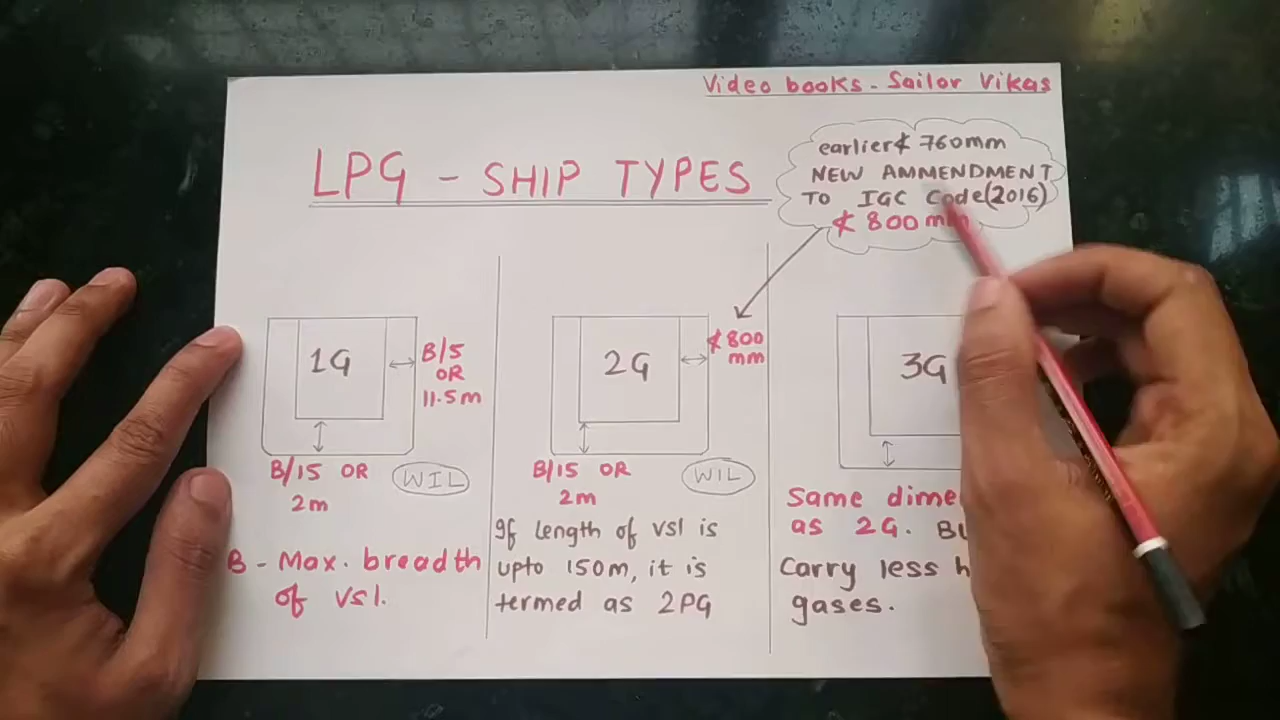 Video books - Sailor Vikas
LPG - SHIP TYPES
earlier ≮ 760mm
NEW AMMENDMENT
TO IGC Code(2016)
≮ 800mm
1G
B/5
OR
11.5m
B/15 OR
2m
WIL
B - Max. breadth
of vsl.
2G
≮800
mm
B/15 OR
2m
WIL
If length of vsl is
upto 150m, it is
termed as 2PG
3G
Same
as 2G.
Carry less
gases.